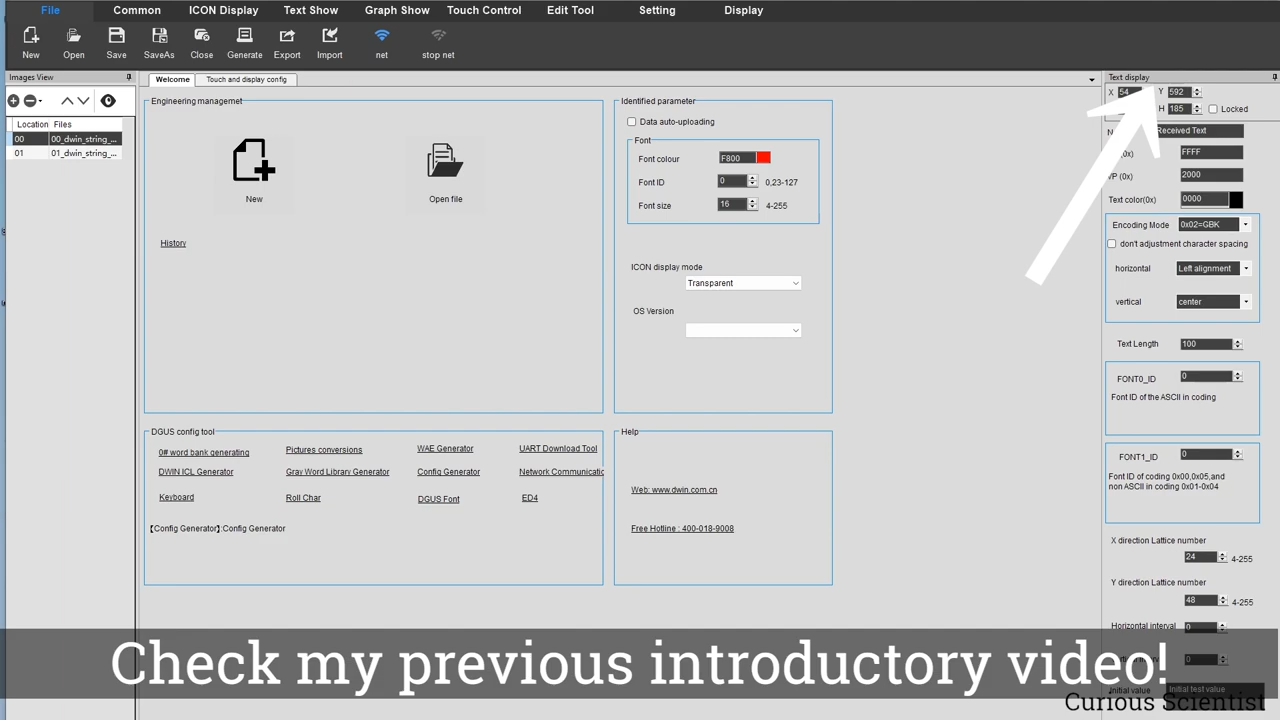 File Common ICON Display Text Show Graph Show Touch Control Edit Tool Setting Display
New Open Save SaveAs Close Generate Export Import net stop net
Images View
Welcome Touch and display config
Text display
Location Files
00 00_dwin_string_...
01 01_dwin_string_...
Engineering managemet
New
Open file
History
Identified parameter
Data auto-uploading
Font
Font colour F800
Font ID 0 0,23-127
Font size 16 4-255
ICON display mode
Transparent
OS Version
DGUS config tool
0# word bank generating Pictures conversions WAE Generator UART Download Tool
DWIN ICL Generator Gray Word Library Generator Config Generator Network Communicatio
Keyboard Roll Char DGUS Font ED4
【Config Generator】:Config Generator
Help
Web: www.dwin.com.cn
Free Hotline : 400-018-9008
X 54 Y 592
H 185 Locked
Received Text
(0x) FFFF
VP (0x) 2000
Text color(0x) 0000
Encoding Mode 0x02=GBK
don't adjustment character spacing
horizontal Left alignment
vertical center
Text Length 100
FONT0_ID 0
Font ID of the ASCII in coding
FONT1_ID 0
Font ID of coding 0x00,0x05,and
non ASCII in coding 0x01-0x04
X direction Lattice number
24 4-255
Y direction Lattice number
48 4-255
Horizontal interval 0
0
Initial value Initial test value
Check my previous introductory video!
Curious Scientist